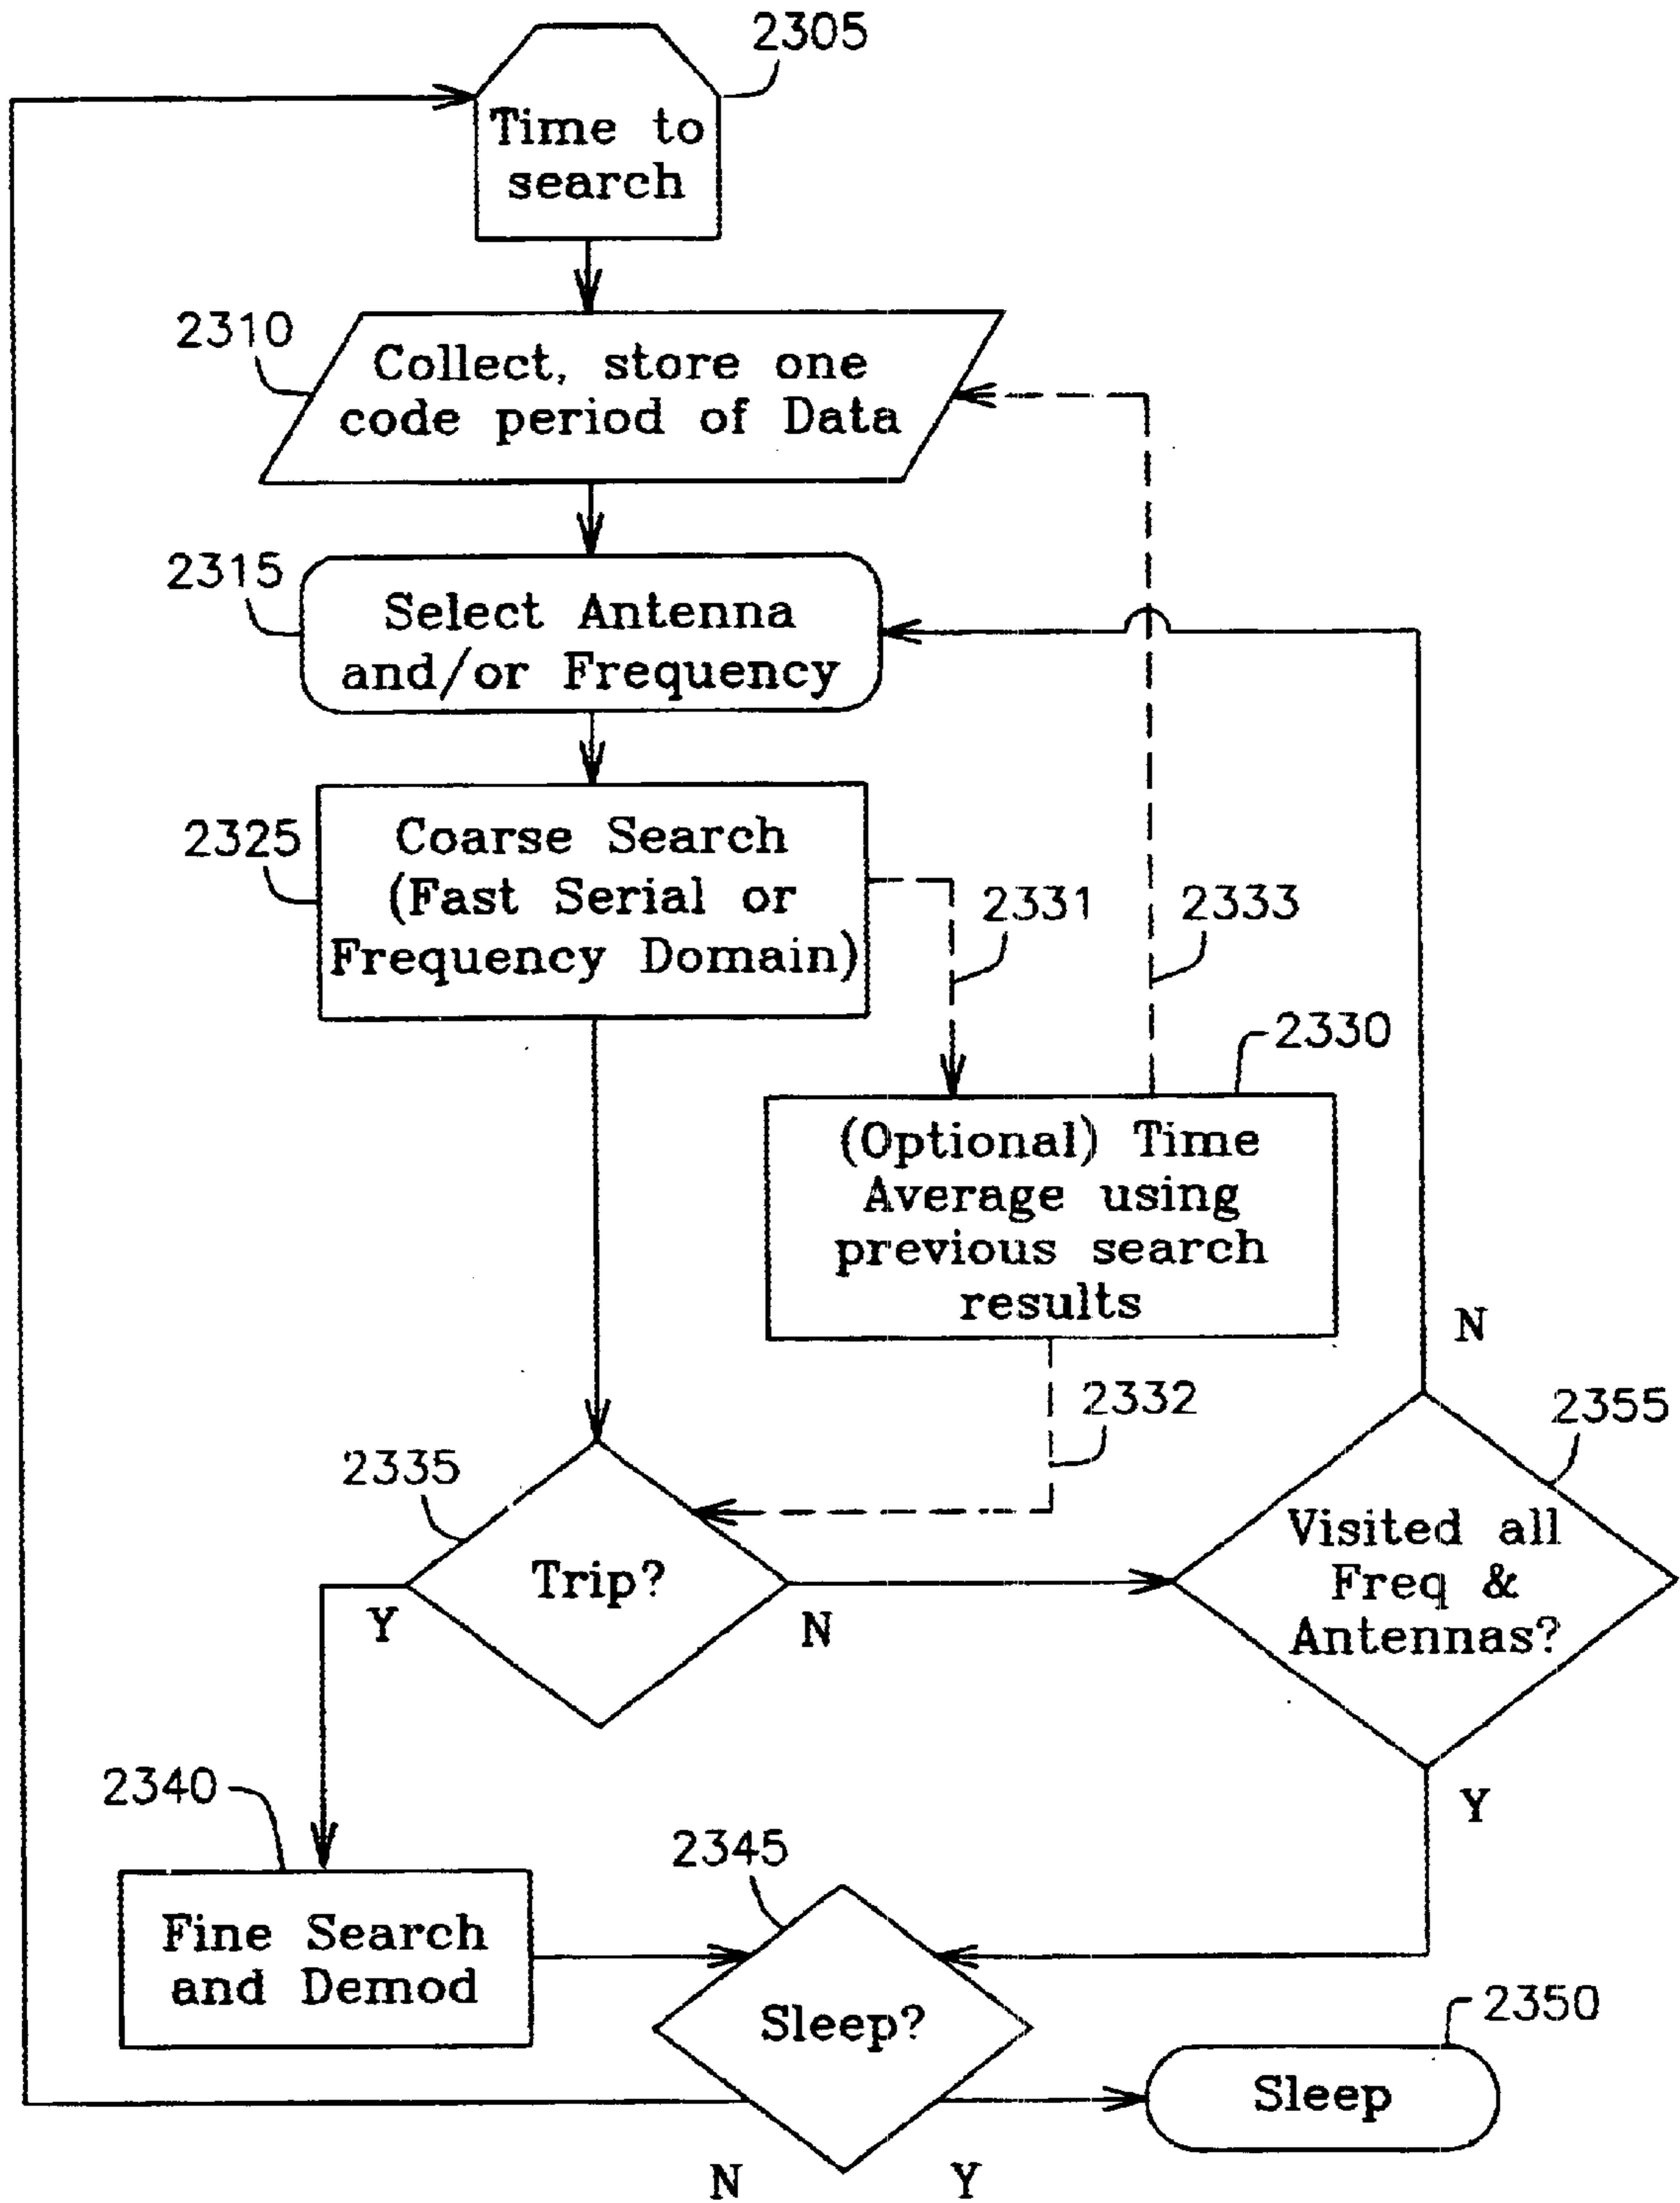 2305
Time to
search
2310
Collect, store one
code period of Data
2315
Select Antenna
and/or Frequency
2325
Coarse Search
(Fast Serial or
Frequency Domain)
2331
2333
2330
(Optional) Time
Average using
previous search
results
N
2332
2355
2335
Trip?
Visited all
Freq &
Antennas?
Y
N
2340
Y
2345
Fine Search
and Demod
Sleep?
2350
Sleep
N
Y